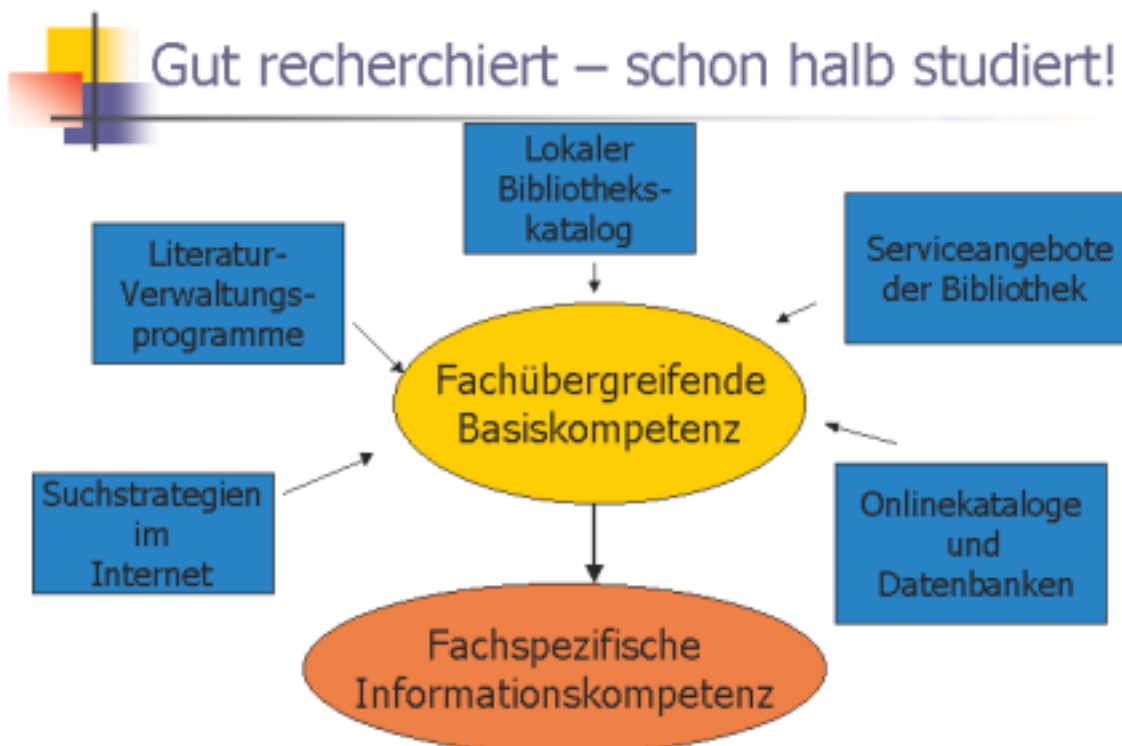 Gut recherchiert – schon halb studiert!
Lokaler
Bibliotheks-
katalog
Literatur-
Verwaltungs-
programme
Serviceangebote
der Bibliothek
Fachübergreifende
Basiskompetenz
Suchstrategien
im
Internet
Onlinekataloge
und
Datenbanken
Fachspezifische
Informationskompetenz